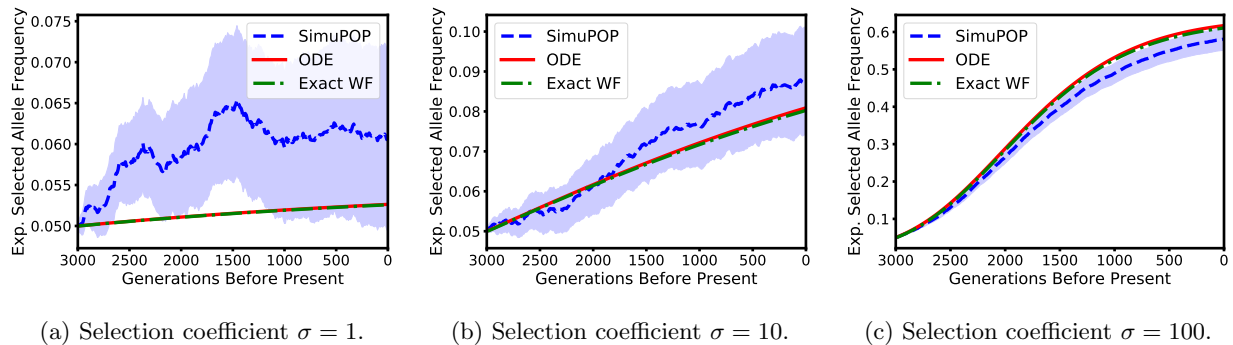 Exp. Selected Allele Frequency
0.075
0.070
0.065
0.060
0.055
0.050
SimuPOP
ODE
Exact WF
3000 2500 2000 1500 1000 500 0
Generations Before Present
(a) Selection coefficient σ = 1.
Exp. Selected Allele Frequency
0.10
0.09
0.08
0.07
0.06
0.05
SimuPOP
ODE
Exact WF
3000 2500 2000 1500 1000 500 0
Generations Before Present
(b) Selection coefficient σ = 10.
Exp. Selected Allele Frequency
0.6
0.5
0.4
0.3
0.2
0.1
SimuPOP
ODE
Exact WF
3000 2500 2000 1500 1000 500 0
Generations Before Present
(c) Selection coefficient σ = 100.